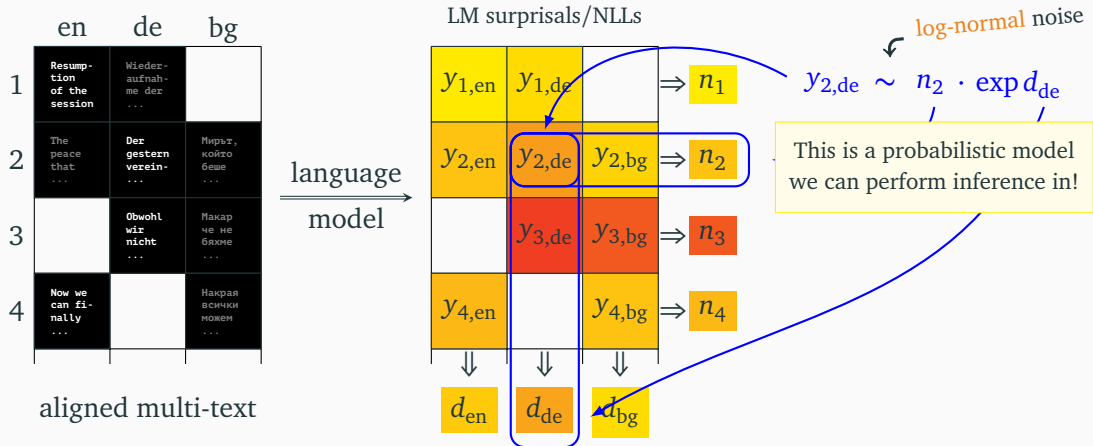 LM surprisals/NLLs
log-normal noise
en de bg
1
Resump-
tion
of the
session
Wieder-
aufnah-
me der
...
y1,en y1,de ⇒ n1
y2,de ∼ n2 · exp dde
2
The
peace
that
...
Der
gestern
verein-
...
Мирът,
който
беше
...
language
model
y2,en y2,de y2,bg ⇒ n2
This is a probabilistic model
we can perform inference in!
3
Obwohl
wir
nicht
...
Макар
че не
бяхме
...
y3,de y3,bg ⇒ n3
4
Now we
can fi-
nally
...
Накрая
всички
можем
...
y4,en y4,bg ⇒ n4
⇓ ⇓ ⇓
aligned multi-text
den dde dbg